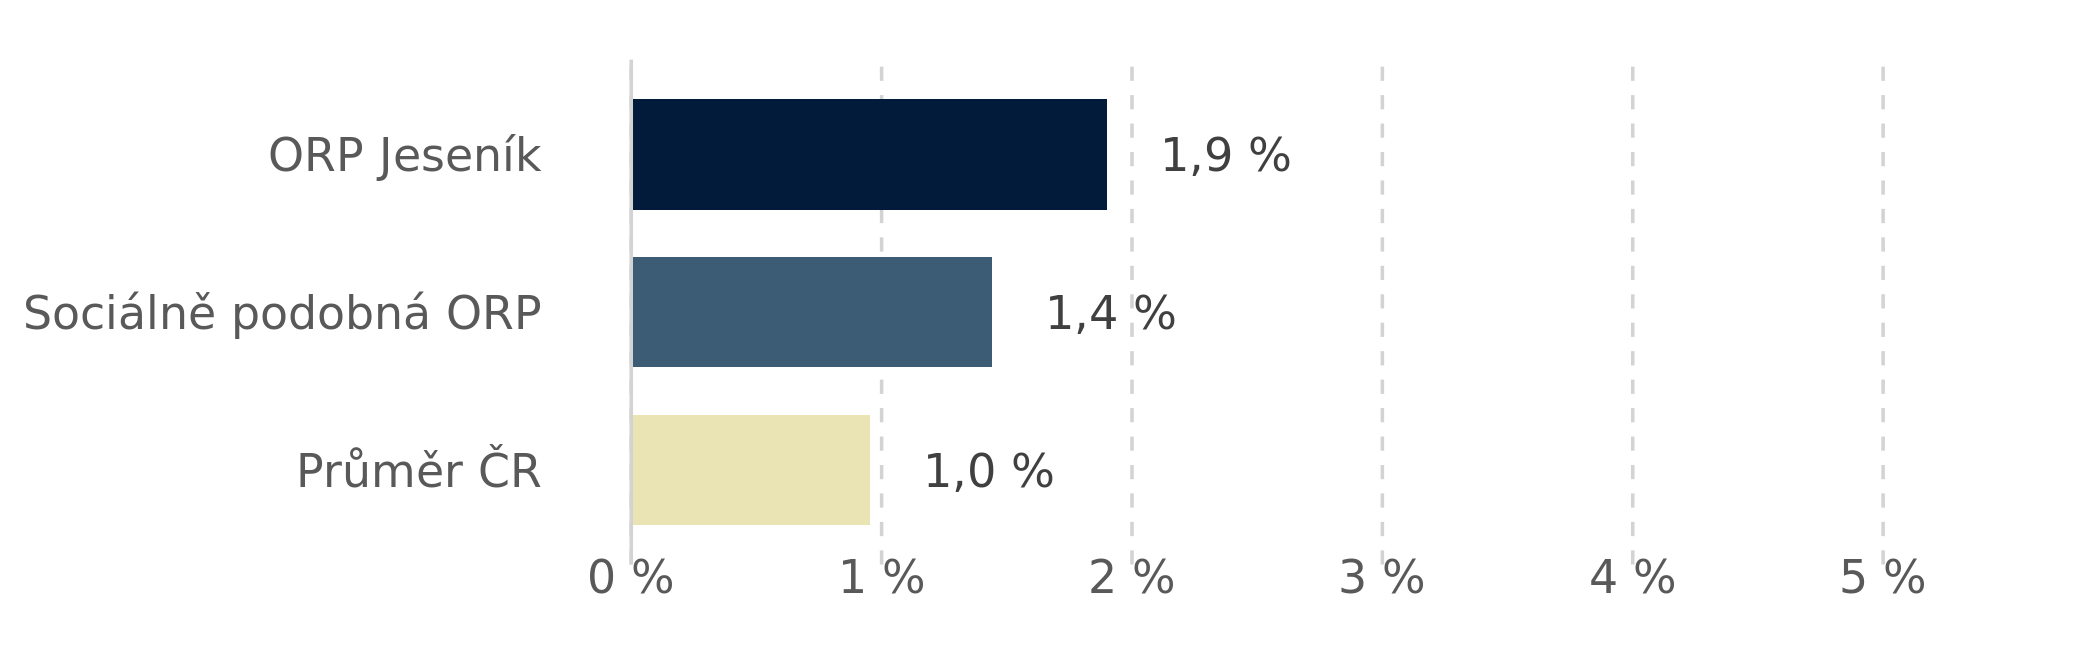 ORP Jeseník
1,9 %
Sociálně podobná ORP
1,4 %
Průměr ČR
1,0 %
0 % 1 % 2 % 3 % 4 % 5 %